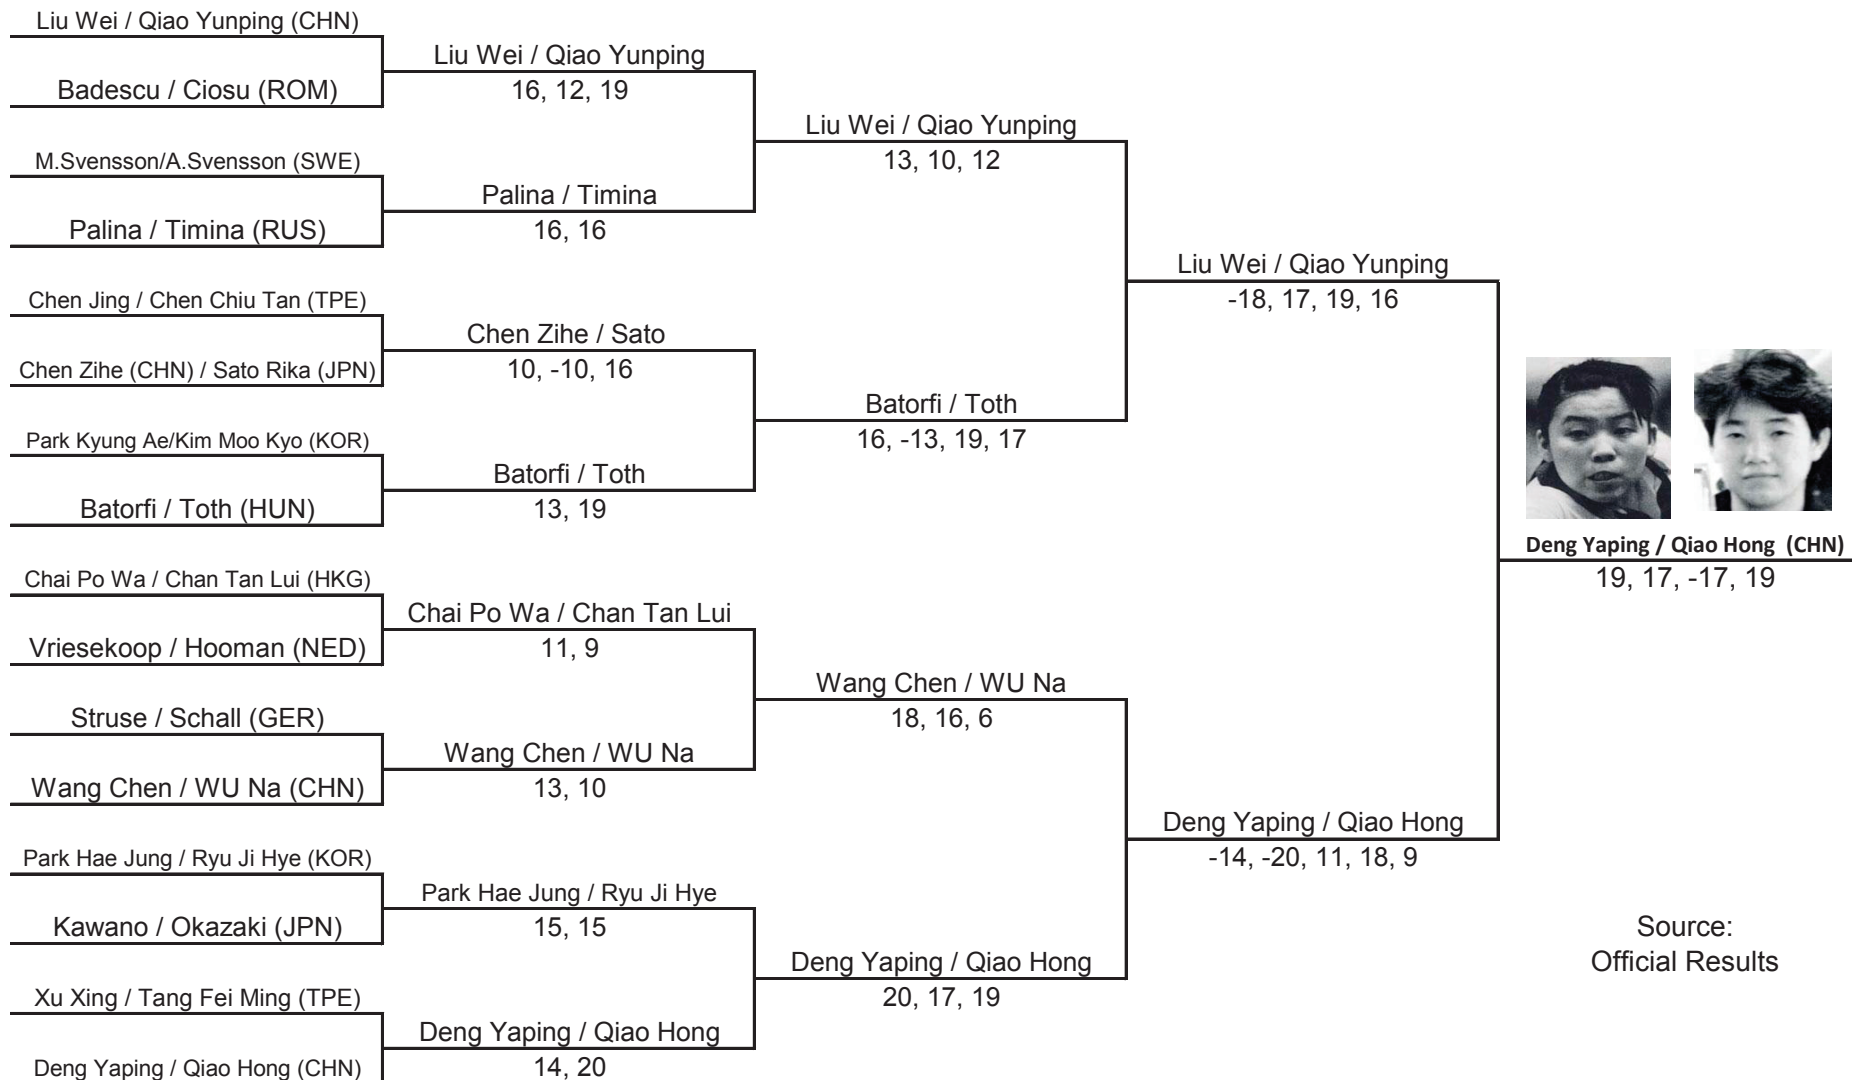 Liu Wei / Qiao Yunping (CHN)
Badescu / Ciosu (ROM)
M.Svensson/A.Svensson (SWE)
Palina / Timina (RUS)
Chen Jing / Chen Chiu Tan (TPE)
Chen Zihe (CHN) / Sato Rika (JPN)
Park Kyung Ae/Kim Moo Kyo (KOR)
Batorfi / Toth (HUN)
Chai Po Wa / Chan Tan Lui (HKG)
Vriesekoop / Hooman (NED)
Struse / Schall (GER)
Wang Chen / WU Na (CHN)
Park Hae Jung / Ryu Ji Hye (KOR)
Kawano / Okazaki (JPN)
Xu Xing / Tang Fei Ming (TPE)
Deng Yaping / Qiao Hong (CHN)
Liu Wei / Qiao Yunping
16, 12, 19
Palina / Timina
16, 16
Chen Zihe / Sato
10, -10, 16
Batorfi / Toth
13, 19
Chai Po Wa / Chan Tan Lui
11, 9
Wang Chen / WU Na
13, 10
Park Hae Jung / Ryu Ji Hye
15, 15
Deng Yaping / Qiao Hong
14, 20
Liu Wei / Qiao Yunping
13, 10, 12
Batorfi / Toth
16, -13, 19, 17
Wang Chen / WU Na
18, 16, 6
Deng Yaping / Qiao Hong
20, 17, 19
Liu Wei / Qiao Yunping
-18, 17, 19, 16
Deng Yaping / Qiao Hong
-14, -20, 11, 18, 9
Deng Yaping / Qiao Hong (CHN)
19, 17, -17, 19
Source:
Official Results